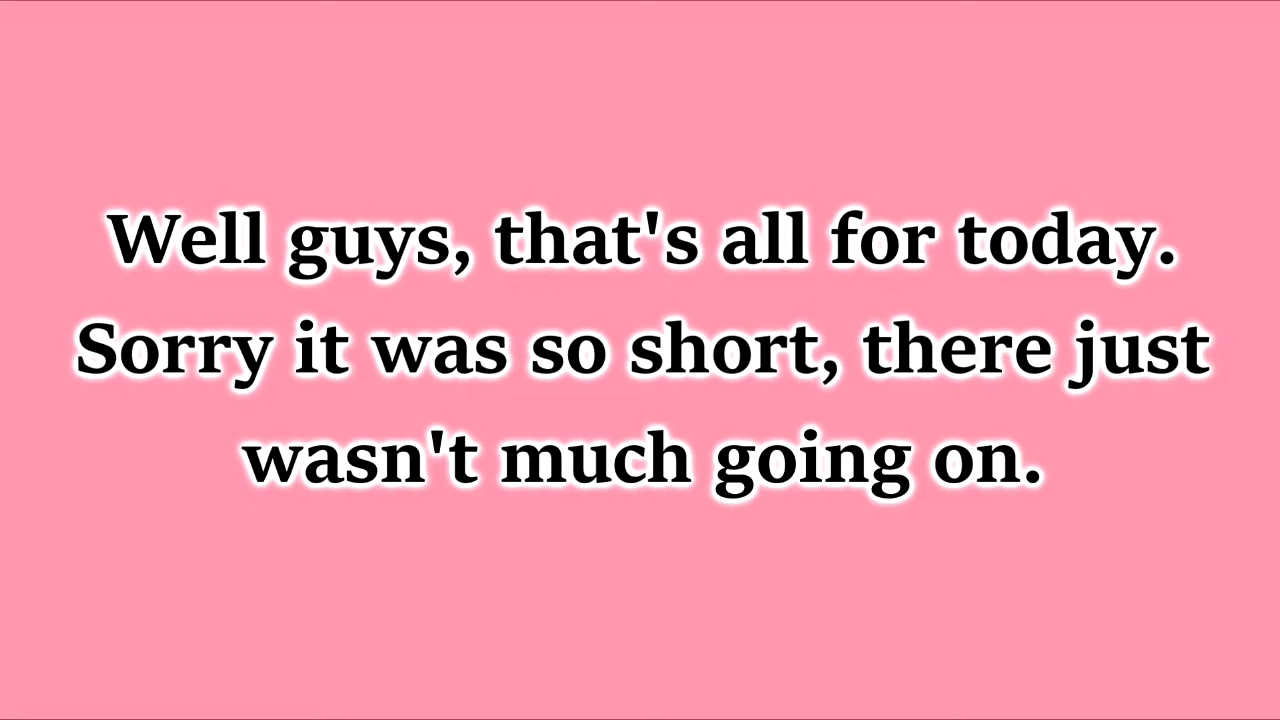 Well guys, that's all for today.
Sorry it was so short, there just
wasn't much going on.